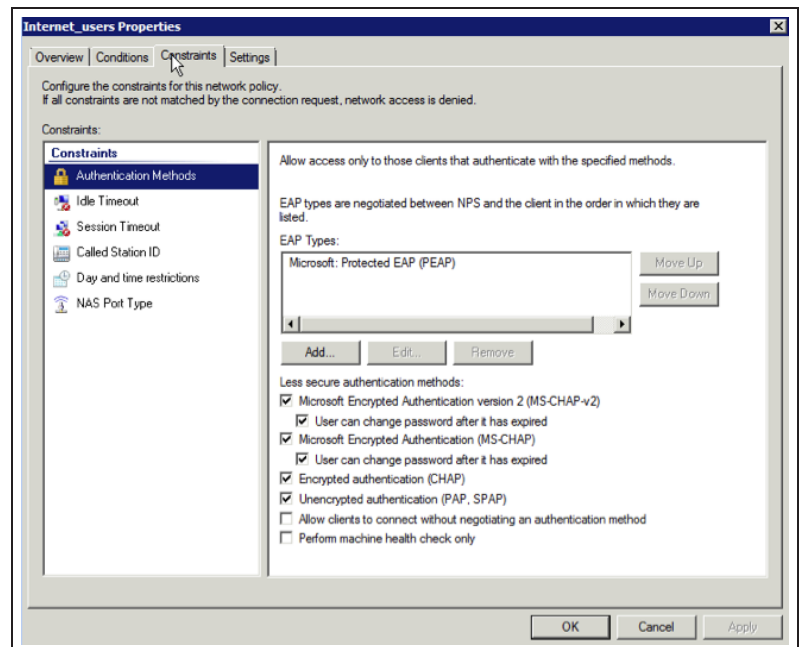 Internet_users Properties
Overview Conditions Constraints Settings
Configure the constraints for this network policy.
If all constraints are not matched by the connection request, network access is denied.
Constraints:
Constraints
Authentication Methods
Idle Timeout
Session Timeout
Called Station ID
Day and time restrictions
NAS Port Type
Allow access only to those clients that authenticate with the specified methods.
EAP types are negotiated between NPS and the client in the order in which they are
listed.
EAP Types:
Microsoft: Protected EAP (PEAP)
Move Up
Move Down
Add... Edit... Remove
Less secure authentication methods:
Microsoft Encrypted Authentication version 2 (MS-CHAP-v2)
User can change password after it has expired
Microsoft Encrypted Authentication (MS-CHAP)
User can change password after it has expired
Encrypted authentication (CHAP)
Unencrypted authentication (PAP, SPAP)
Allow clients to connect without negotiating an authentication method
Perform machine health check only
OK Cancel Apply